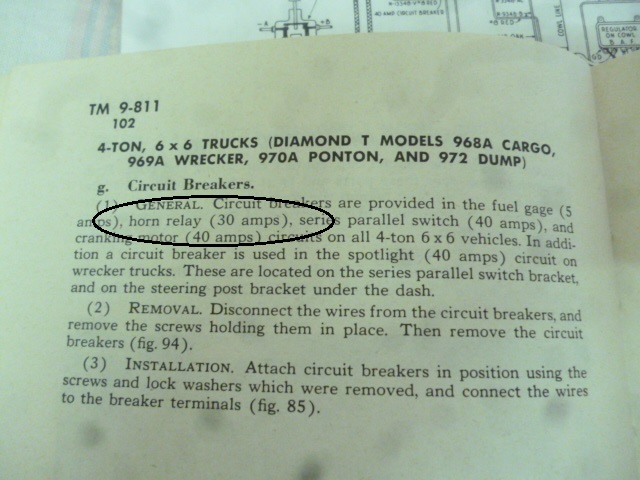 -A
B-
40 AMP CIRCUIT BREAKER
REGULATOR
ON COWL
B A F
TM 9-811
102
4-TON, 6 x 6 TRUCKS (DIAMOND T MODELS 968A CARGO,
969A WRECKER, 970A PONTON, AND 972 DUMP)
g. Circuit Breakers.
(1) GENERAL. Circuit breakers are provided in the fuel gage (5
amps), horn relay (30 amps), series parallel switch (40 amps), and
cranking motor (40 amps) circuits on all 4-ton 6 x 6 vehicles. In addi-
tion a circuit breaker is used in the spotlight (40 amps) circuit on
wrecker trucks. These are located on the series parallel switch bracket,
and on the steering post bracket under the dash.
(2) REMOVAL. Disconnect the wires from the circuit breakers, and
remove the screws holding them in place. Then remove the circuit
breakers (fig. 94).
(3) INSTALLATION. Attach circuit breakers in position using the
screws and lock washers which were removed, and connect the wires
to the breaker terminals (fig. 85).